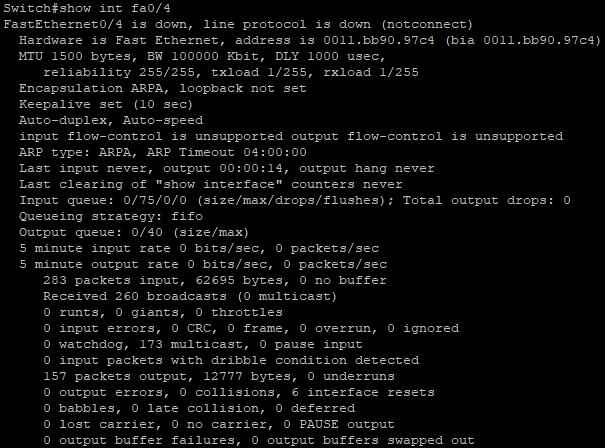 Switch#show int fa0/4
FastEthernet0/4 is down, line protocol is down (notconnect)
Hardware is Fast Ethernet, address is 0011.bb90.97c4 (bia 0011.bb90.97c4)
MTU 1500 bytes, BW 100000 Kbit, DLY 1000 usec,
reliability 255/255, txload 1/255, rxload 1/255
Encapsulation ARPA, loopback not set
Keepalive set (10 sec)
Auto-duplex, Auto-speed
input flow-control is unsupported output flow-control is unsupported
ARP type: ARPA, ARP Timeout 04:00:00
Last input never, output 00:00:14, output hang never
Last clearing of "show interface" counters never
Input queue: 0/75/0/0 (size/max/drops/flushes); Total output drops: 0
Queueing strategy: fifo
Output queue: 0/40 (size/max)
5 minute input rate 0 bits/sec, 0 packets/sec
5 minute output rate 0 bits/sec, 0 packets/sec
283 packets input, 62695 bytes, 0 no buffer
Received 260 broadcasts (0 multicast)
0 runts, 0 giants, 0 throttles
0 input errors, 0 CRC, 0 frame, 0 overrun, 0 ignored
0 watchdog, 173 multicast, 0 pause input
0 input packets with dribble condition detected
157 packets output, 12777 bytes, 0 underruns
0 output errors, 0 collisions, 6 interface resets
0 babbles, 0 late collision, 0 deferred
0 lost carrier, 0 no carrier, 0 PAUSE output
0 output buffer failures, 0 output buffers swapped out